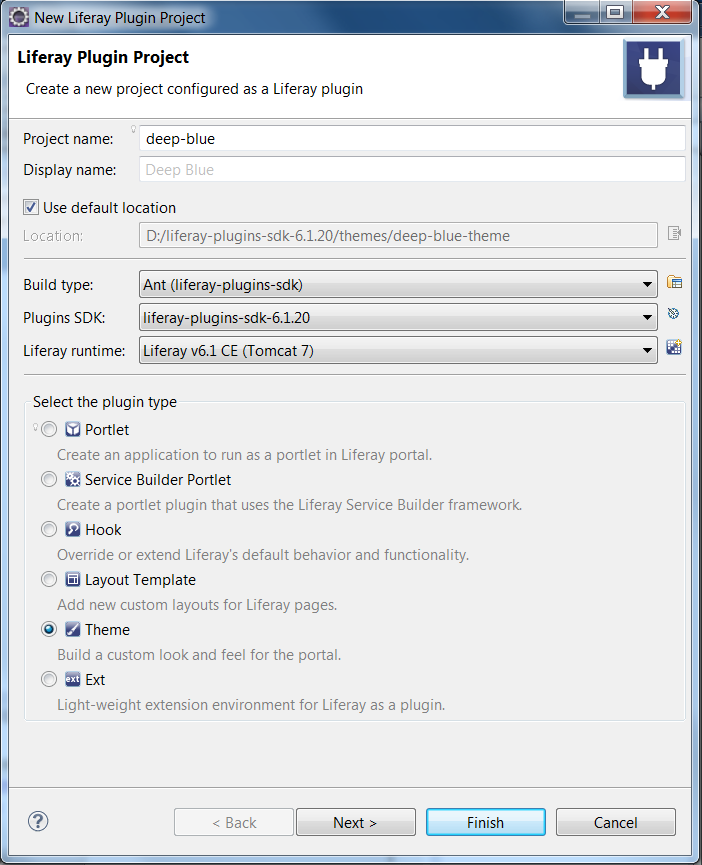 New Liferay Plugin Project
Liferay Plugin Project
Create a new project configured as a Liferay plugin
Project name: deep-blue
Display name: Deep Blue
Use default location
Location: D:/liferay-plugins-sdk-6.1.20/themes/deep-blue-theme
Build type: Ant (liferay-plugins-sdk)
Plugins SDK: liferay-plugins-sdk-6.1.20
Liferay runtime: Liferay v6.1 CE (Tomcat 7)
Select the plugin type
Portlet
Create an application to run as a portlet in Liferay portal.
Service Builder Portlet
Create a portlet plugin that uses the Liferay Service Builder framework.
Hook
Override or extend Liferay's default behavior and functionality.
Layout Template
Add new custom layouts for Liferay pages.
Theme
Build a custom look and feel for the portal.
ext Ext
Light-weight extension environment for Liferay as a plugin.
? < Back Next > Finish Cancel